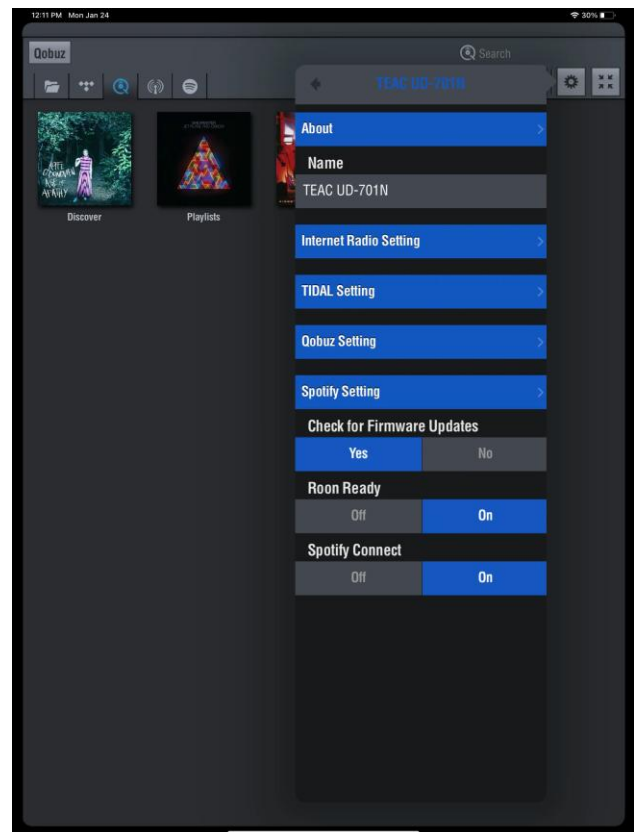 12:11 PM Mon Jan 24
30%
Qobuz
Search
TEAC UD-701N
About
Name
TEAC UD-701N
Internet Radio Setting
TIDAL Setting
Qobuz Setting
Spotify Setting
Check for Firmware Updates
Yes No
Roon Ready
Off On
Spotify Connect
Off On
Discover
Playlists